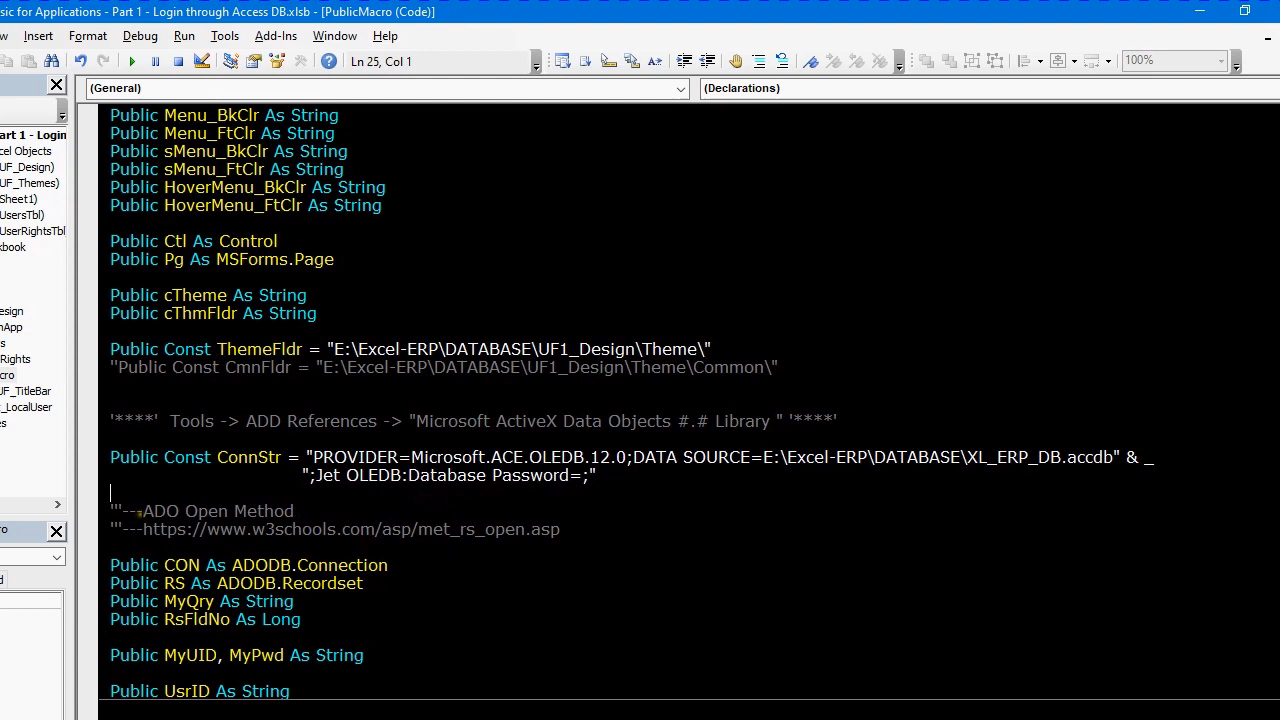 sic for Applications - Part 1 - Login through Access DB.xlsb - [PublicMacro (Code)]
w Insert Format Debug Run Tools Add-Ins Window Help
Ln 25, Col 1
100%
(General)
(Declarations)
art 1 - Login
cel Objects
UF_Design)
UF_Themes)
Sheet1)
UsersTbl)
UserRightsTbl
kbook
esign
nApp
Rights
cro
UF_TitleBar
_LocalUser
es
ro
d
Public Menu_BkClr As String
Public Menu_FtClr As String
Public sMenu_BkClr As String
Public sMenu_FtClr As String
Public HoverMenu_BkClr As String
Public HoverMenu_FtClr As String
Public Ctl As Control
Public Pg As MSForms.Page
Public cTheme As String
Public cThmFldr As String
Public Const ThemeFldr = "E:\Excel-ERP\DATABASE\UF1_Design\Theme\"
''Public Const CmnFldr = "E:\Excel-ERP\DATABASE\UF1_Design\Theme\Common\"
'****' Tools -> ADD References -> "Microsoft ActiveX Data Objects #.# Library " '****'
Public Const ConnStr = "PROVIDER=Microsoft.ACE.OLEDB.12.0;DATA SOURCE=E:\Excel-ERP\DATABASE\XL_ERP_DB.accdb" & _
";Jet OLEDB:Database Password=;"
'''---ADO Open Method
'''---https://www.w3schools.com/asp/met_rs_open.asp
Public CON As ADODB.Connection
Public RS As ADODB.Recordset
Public MyQry As String
Public RsFldNo As Long
Public MyUID, MyPwd As String
Public UsrID As String